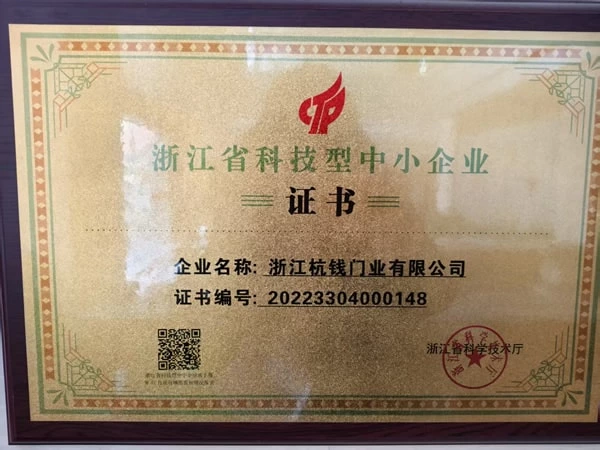 浙江省科技型中小企业
证书
企业名称: 浙江杭钱门业有限公司
证书编号: 20223304000148
浙江省科学技术厅